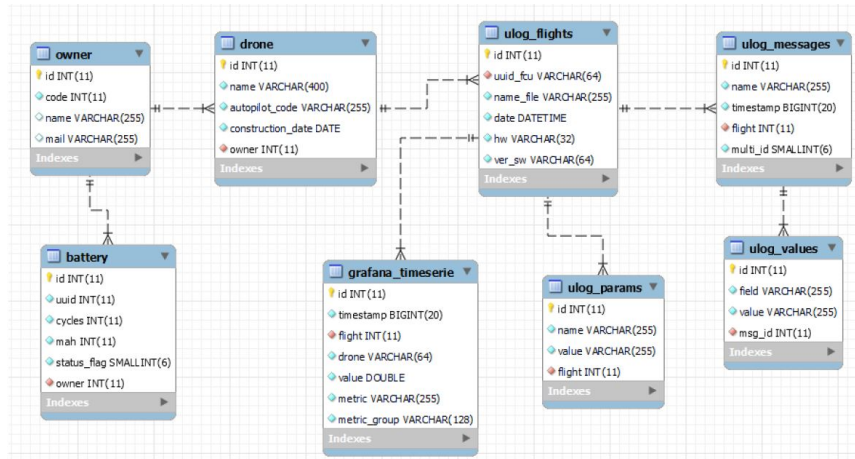 owner
id INT(11)
code INT(11)
name VARCHAR(255)
mail VARCHAR(255)
Indexes
drone
id INT(11)
name VARCHAR(400)
autopilot_code VARCHAR(255)
construction_date DATE
owner INT(11)
Indexes
ulog_flights
id INT(11)
uuid_fcu VARCHAR(64)
name_file VARCHAR(255)
date DATETIME
hw VARCHAR(32)
ver_sw VARCHAR(64)
Indexes
ulog_messages
id INT(11)
name VARCHAR(255)
timestamp BIGINT(20)
flight INT(11)
multi_id SMALLINT(6)
Indexes
battery
id INT(11)
uuid INT(11)
cycles INT(11)
mah INT(11)
status_flag SMALLINT(6)
owner INT(11)
Indexes
grafana_timeserie
id INT(11)
timestamp BIGINT(20)
flight INT(11)
drone VARCHAR(64)
value DOUBLE
metric VARCHAR(255)
metric_group VARCHAR(128)
Indexes
ulog_params
id INT(11)
name VARCHAR(255)
value VARCHAR(255)
flight INT(11)
Indexes
ulog_values
id INT(11)
field VARCHAR(255)
value VARCHAR(255)
msg_id INT(11)
Indexes